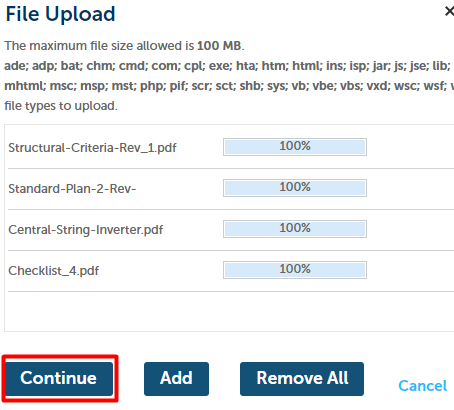 File Upload
×
The maximum file size allowed is 100 MB.
ade; adp; bat; chm; cmd; com; cpl; exe; hta; htm; html; ins; isp; jar; js; jse; lib;
mhtml; msc; msp; mst; php; pif; scr; sct; shb; sys; vb; vbe; vbs; vxd; wsc; wsf;
file types to upload.
Structural-Criteria-Rev_1.pdf 100%
Standard-Plan-2-Rev- 100%
Central-String-Inverter.pdf 100%
Checklist_4.pdf 100%
Continue Add Remove All Cancel